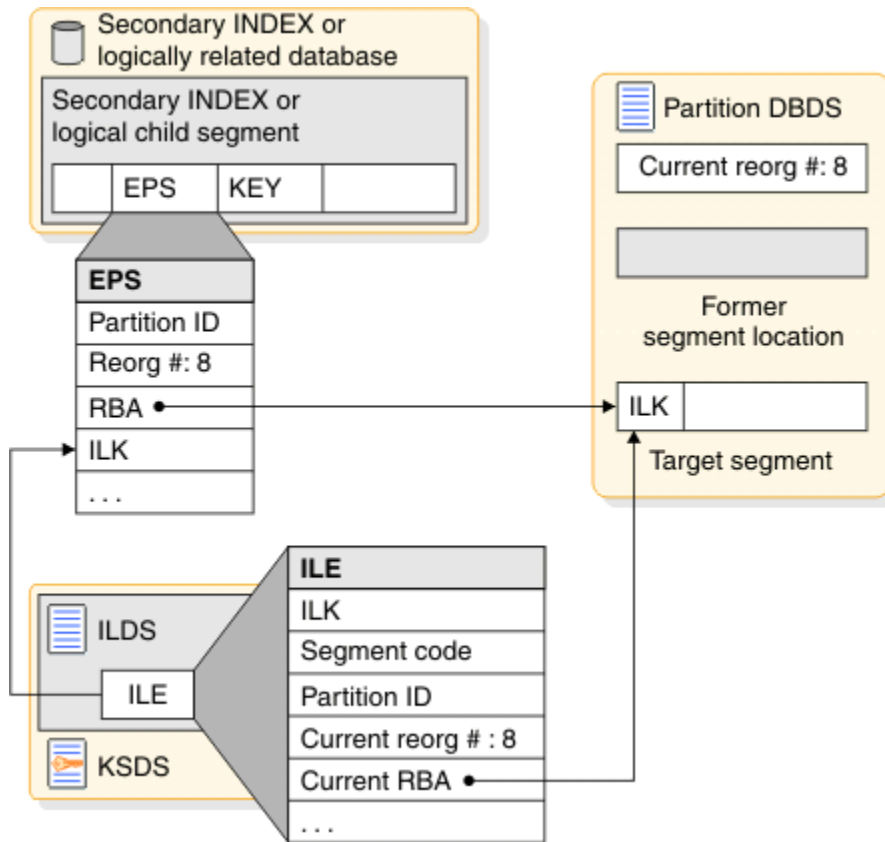 Secondary INDEX or
logically related database
Secondary INDEX or
logical child segment
EPS
KEY
EPS
Partition ID
Reorg #: 8
RBA
ILK
. . .
Partition DBDS
Current reorg #: 8
Former
segment location
ILK
Target segment
ILDS
ILE
KSDS
ILE
ILK
Segment code
Partition ID
Current reorg # : 8
Current RBA
. . .